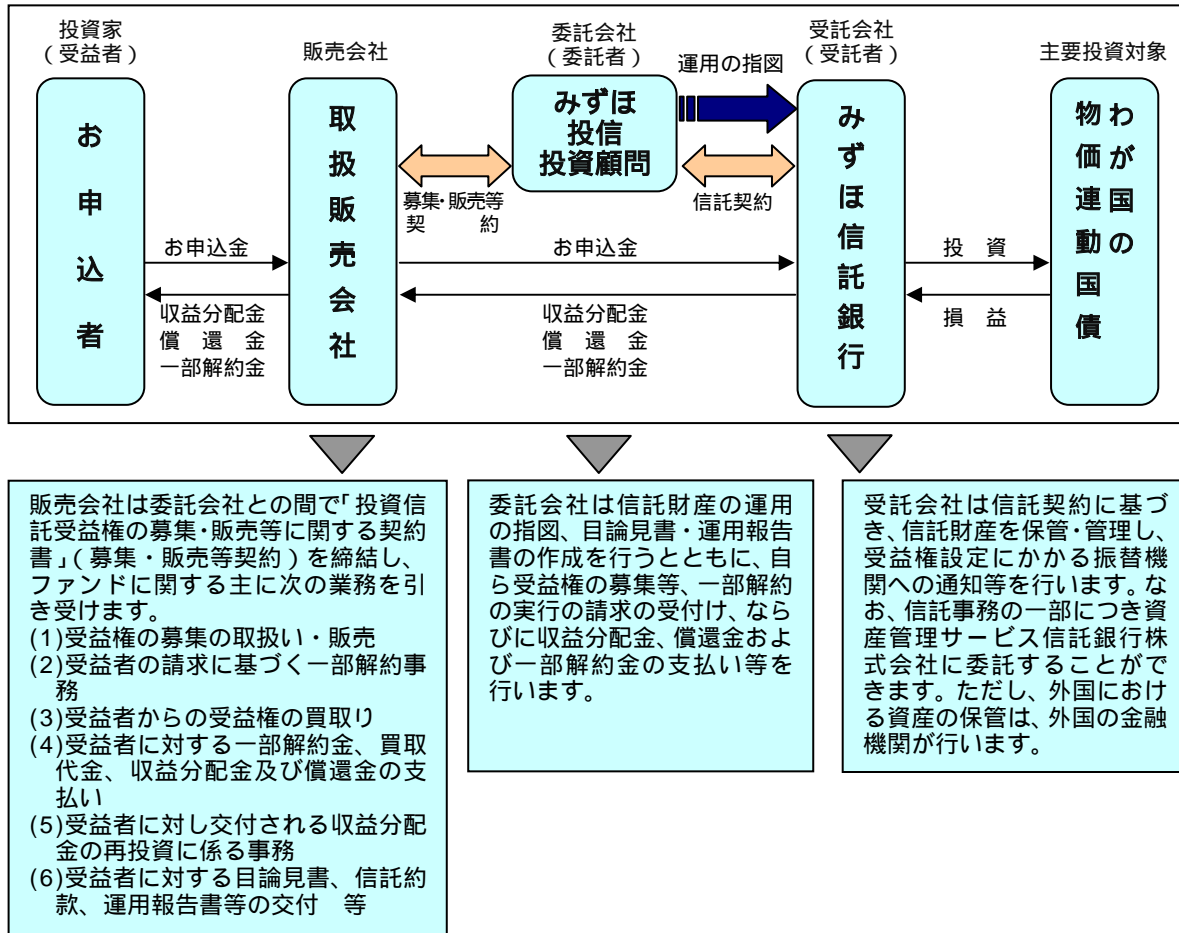 投資家
（受益者）
販売会社
委託会社
（委託者）
受託会社
（受託者）
主要投資対象
運用の指図
お申込者
取扱販売会社
みずほ
投信
投資顧問
みずほ信託銀行
わが国の
物価連動国債
募集・販売等
契　　　約
信託契約
お申込金
収益分配金
償　還　金
一部解約金
お申込金
収益分配金
償　還　金
一部解約金
投　資
損　益
販売会社は委託会社との間で「投資信
託受益権の募集・販売等に関する契約
書」（募集・販売等契約）を締結し、
ファンドに関する主に次の業務を引
き受けます。
(1)受益権の募集の取扱い・販売
(2)受益者の請求に基づく一部解約事
務
(3)受益者からの受益権の買取り
(4)受益者に対する一部解約金、買取
代金、収益分配金及び償還金の支
払い
(5)受益者に対し交付される収益分配
金の再投資に係る事務
(6)受益者に対する目論見書、信託約
款、運用報告書等の交付　等
委託会社は信託財産の運用
の指図、目論見書・運用報告
書の作成を行うとともに、自
ら受益権の募集等、一部解約
の実行の請求の受付け、なら
びに収益分配金、償還金およ
び一部解約金の支払い等を
行います。
受託会社は信託契約に基づ
き、信託財産を保管・管理し、
受益権設定にかかる振替機
関への通知等を行います。な
お、信託事務の一部につき資
産管理サービス信託銀行株
式会社に委託することがで
きます。ただし、外国におけ
る資産の保管は、外国の金融
機関が行います。